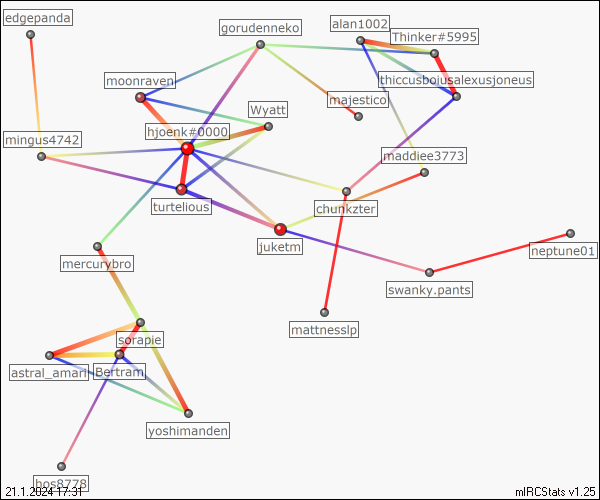 edgepanda
gorudenneko
alan1002
Thinker#5995
moonraven
thiccusbojusalexusjoneus
majestico
Wyatt
hjoenk#0000
mingus4742
maddiee3773
turtelious
chunkzter
juketm
neptune01
mercurybro
swanky.pants
mattnesslp
sorapie
astral_amari
Bertram
yoshimanden
bos8778
21.1.2024 17:31
mIRCStats v1.25